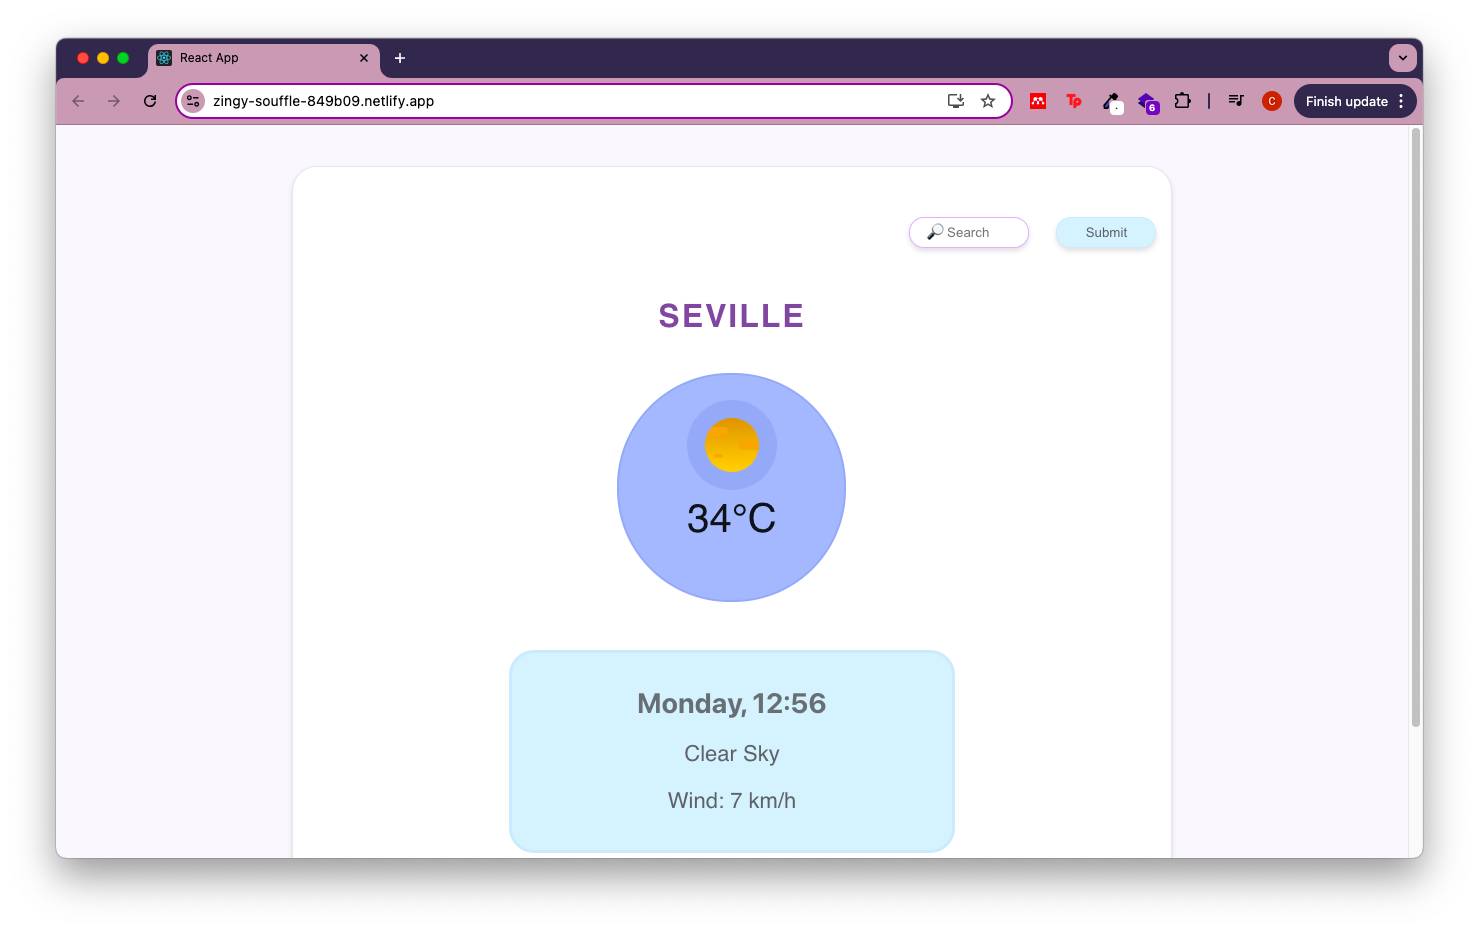 React App
zingy-souffle-849b09.netlify.app
Tp
6
C
Finish update
Search
Submit
SEVILLE
34°C
Monday, 12:56
Clear Sky
Wind: 7 km/h